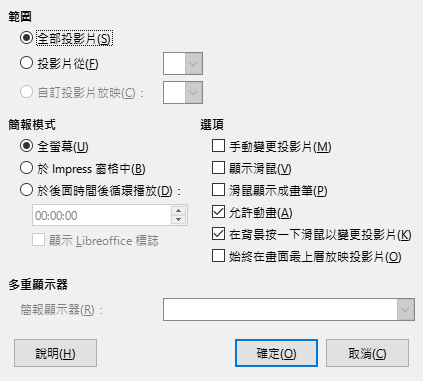 範圍
全部投影片(S)
投影片從(F)
自訂投影片放映(C)：
簡報模式
全螢幕(U)
於 Impress 窗格中(B)
於後面時間後循環播放(D)：
00:00:00
顯示 Libreoffice 標誌
選項
手動變更投影片(M)
顯示滑鼠(V)
滑鼠顯示成畫筆(P)
允許動畫(A)
在背景按一下滑鼠以變更投影片(K)
始終在畫面最上層放映投影片(O)
多重顯示器
簡報顯示器(R)：
說明(H)
確定(O)
取消(C)